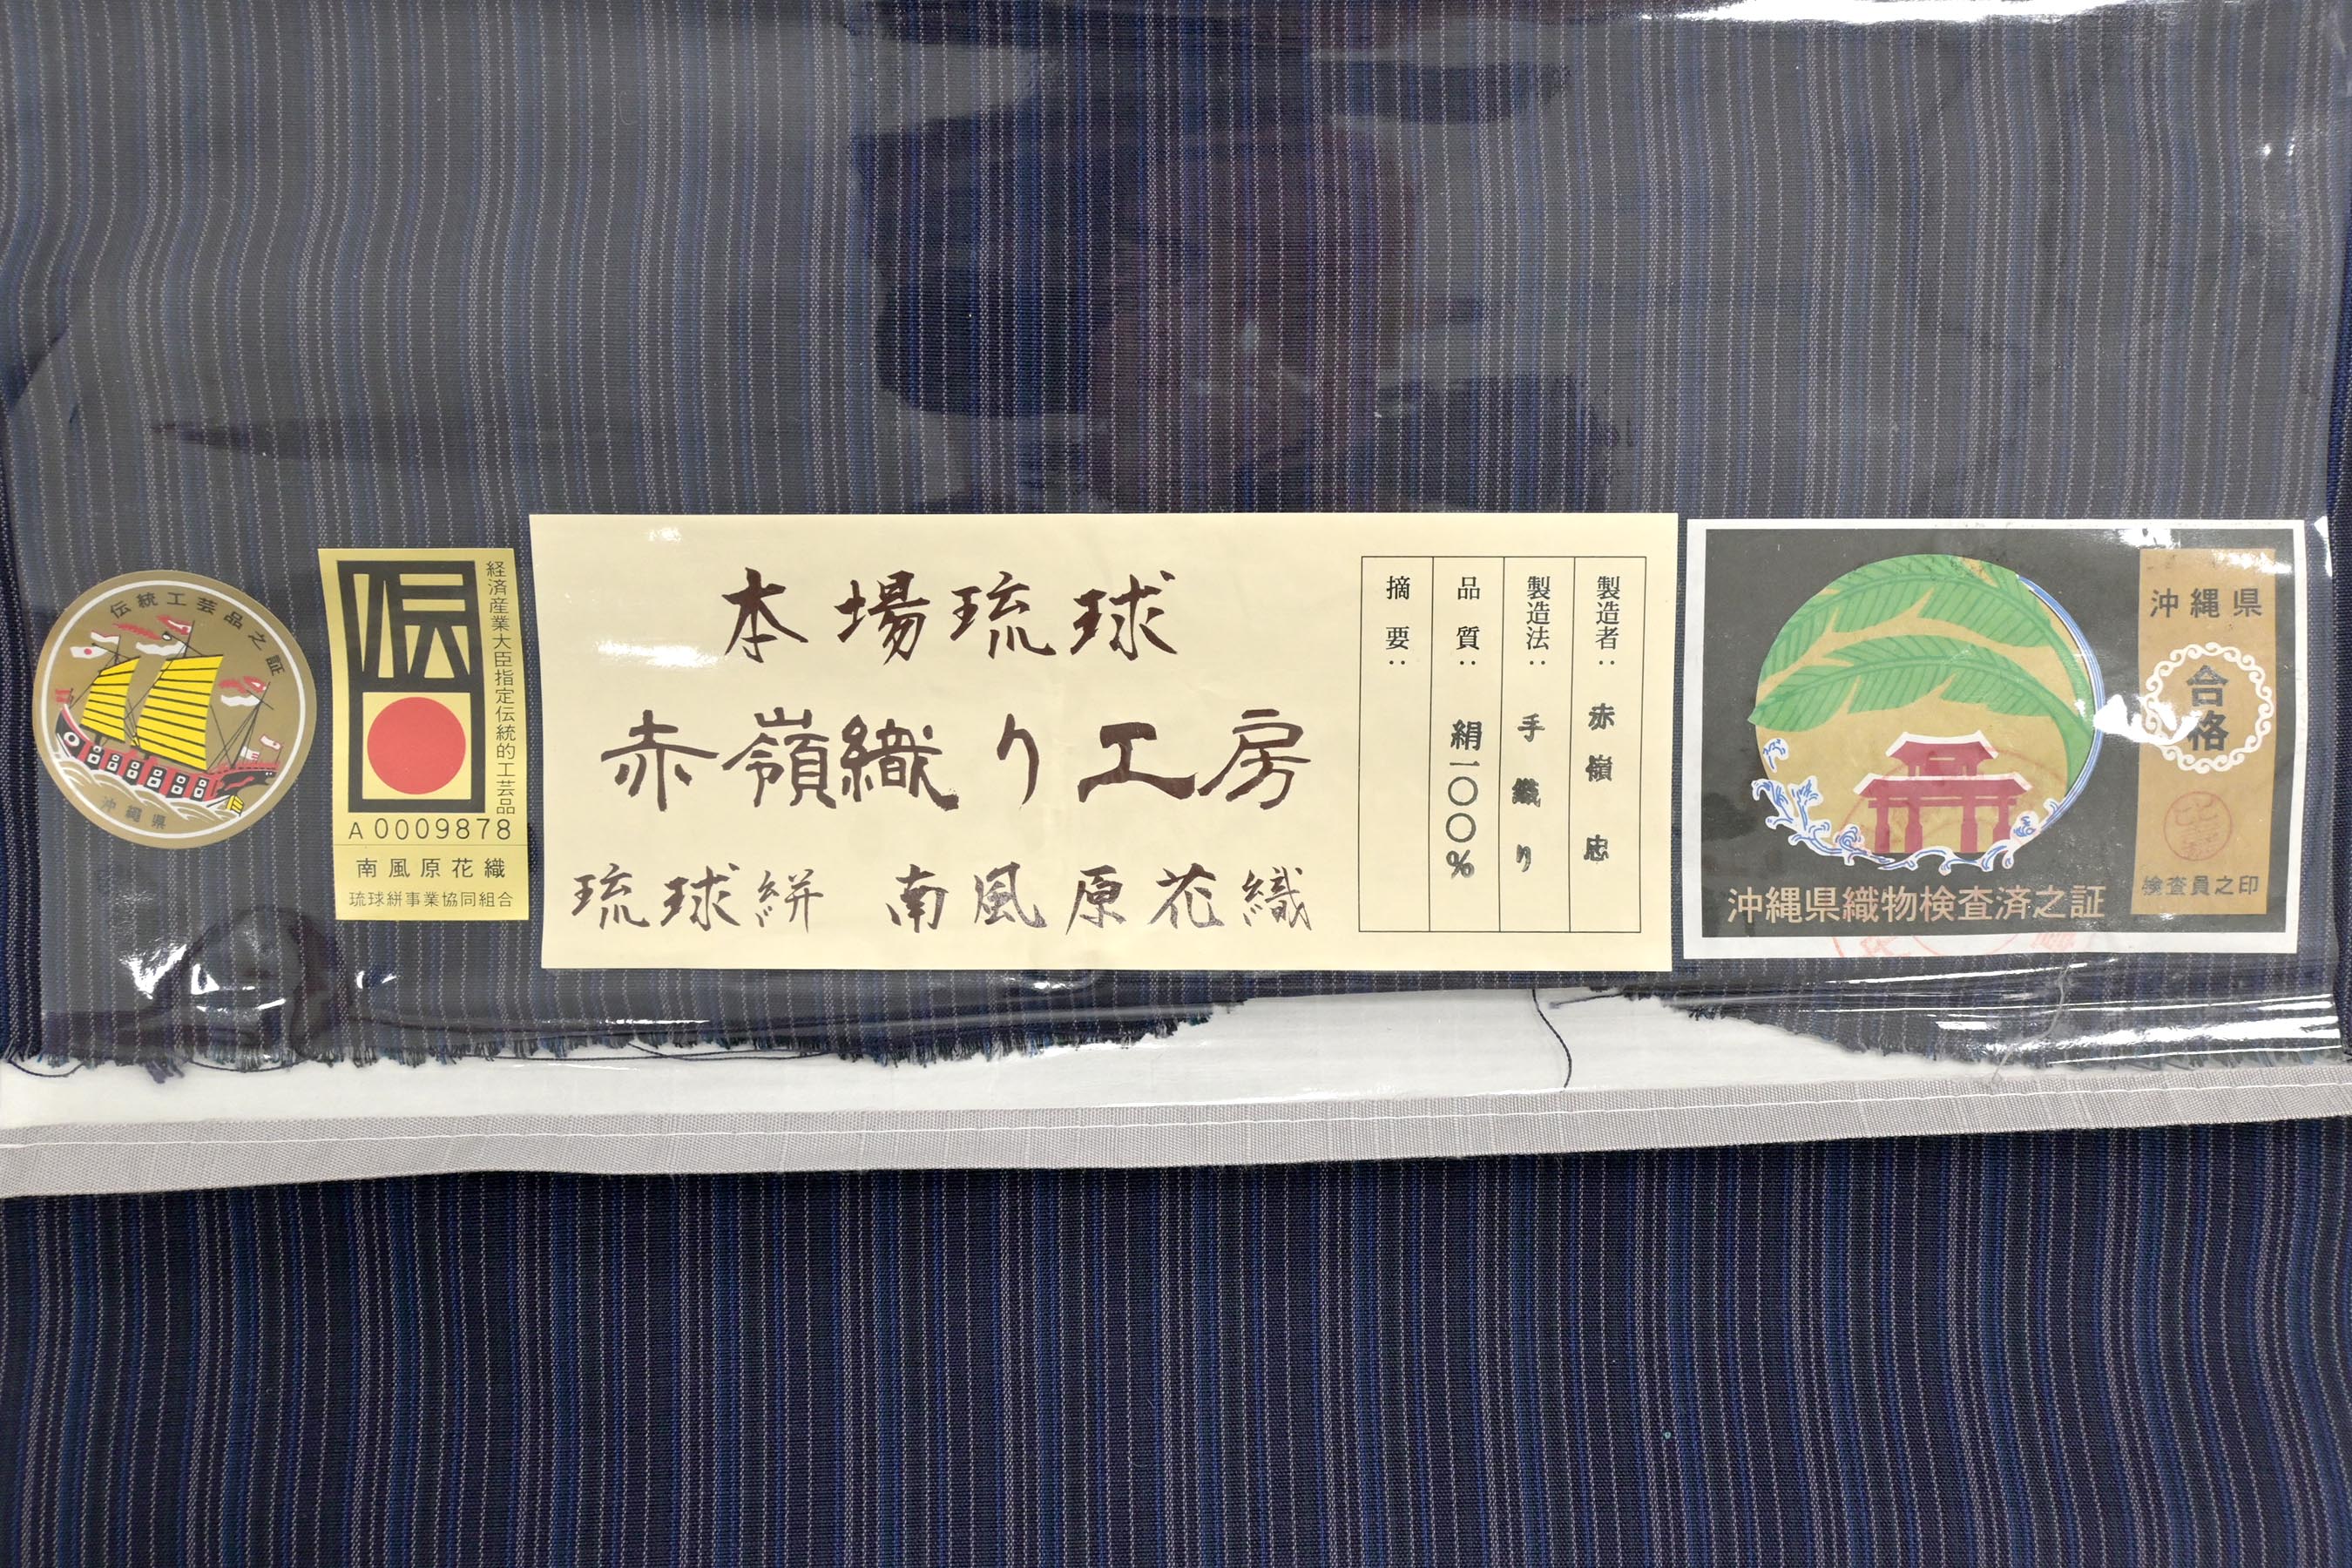 伝統工芸品之証
沖縄県
経済産業大臣指定伝統的工芸品
伝
A0009878
南風原花織
琉球絣事業協同組合
本場琉球
赤嶺織り工房
琉球絣 南風原花織
製造者: 赤嶺 忠
製造法: 手織り
品質: 絹一〇〇%
摘要:
沖縄県織物検査済之証
沖縄県
合格
検査員之印